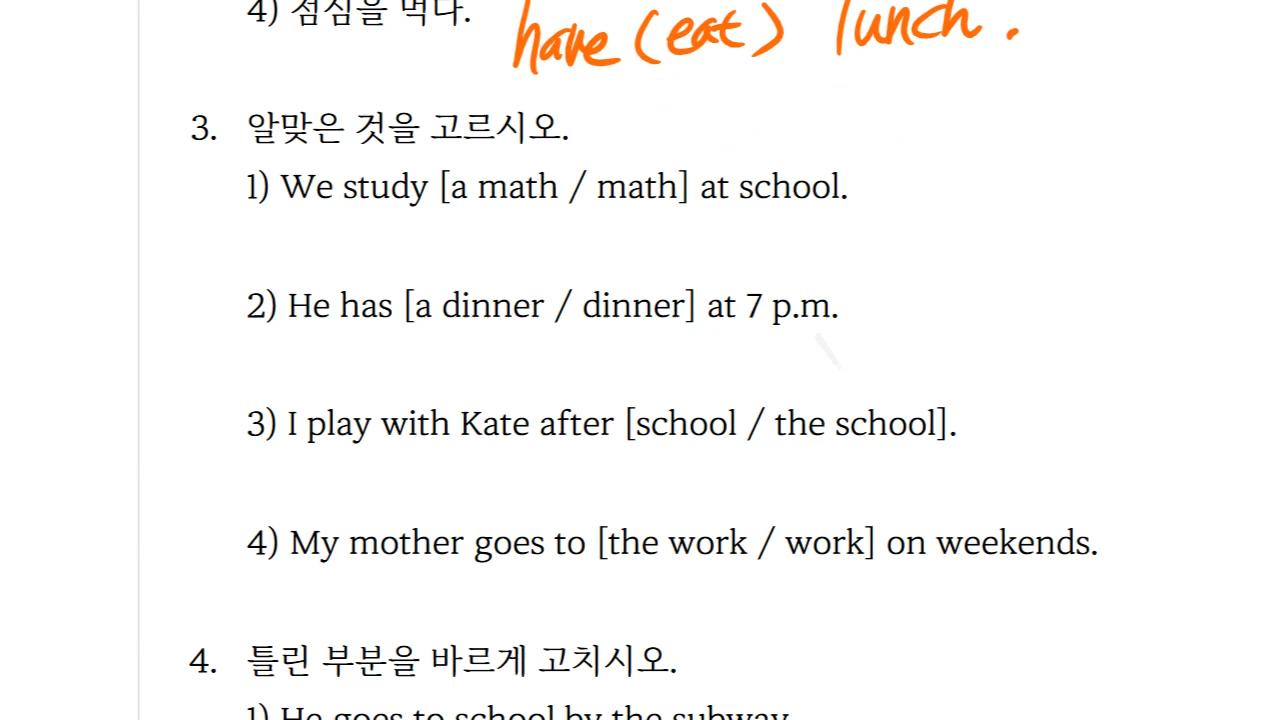 4) 점심을 먹다. have (eat) lunch.
3. 알맞은 것을 고르시오.
1) We study [a math / math] at school.
2) He has [a dinner / dinner] at 7 p.m.
3) I play with Kate after [school / the school].
4) My mother goes to [the work / work] on weekends.
4. 틀린 부분을 바르게 고치시오.
1) He goes to school by the subway.